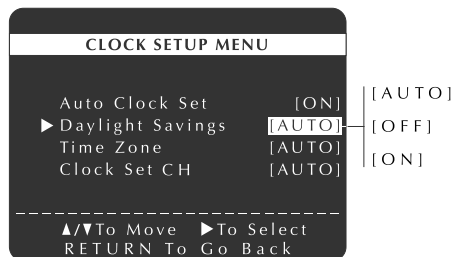 CLOCK SETUP MENU
Auto Clock Set [ON]
▶Daylight Savings [AUTO]
Time Zone [AUTO]
Clock Set CH [AUTO]
▲/▼To Move ▶To Select
RETURN To Go Back
[AUTO]
[OFF]
[ON]